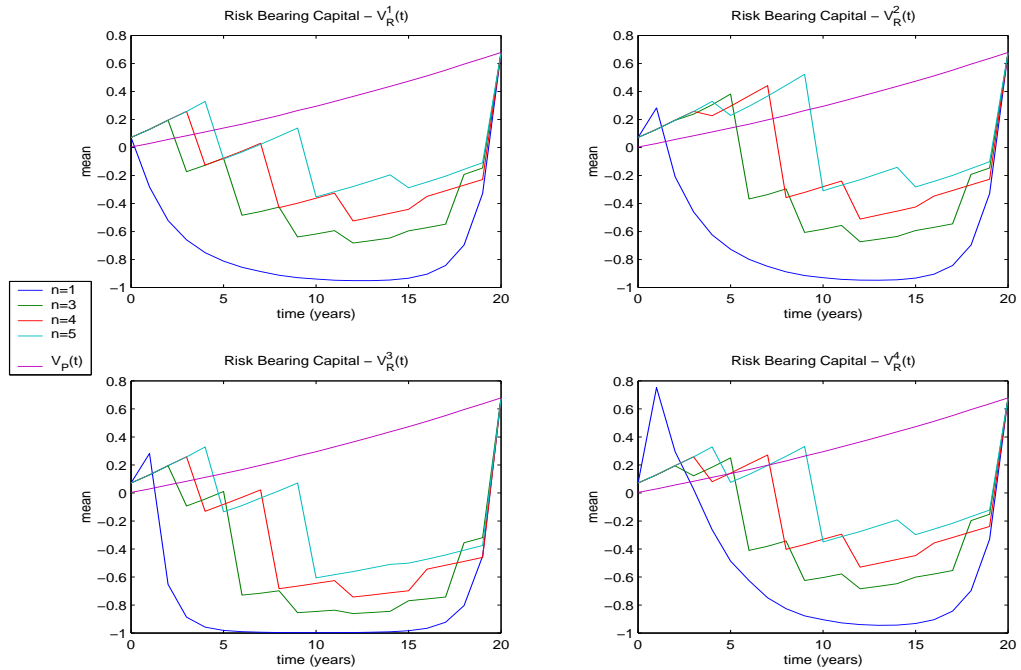 Risk Bearing Capital – V_R^1(t)
0.8
0.6
0.4
0.2
0
−0.2
−0.4
−0.6
−0.8
−1
mean
0 5 10 15 20
time (years)
Risk Bearing Capital – V_R^2(t)
0.8
0.6
0.4
0.2
0
−0.2
−0.4
−0.6
−0.8
−1
mean
0 5 10 15 20
time (years)
n=1
n=3
n=4
n=5
V_P(t)
Risk Bearing Capital – V_R^3(t)
0.8
0.6
0.4
0.2
0
−0.2
−0.4
−0.6
−0.8
−1
mean
0 5 10 15 20
time (years)
Risk Bearing Capital – V_R^4(t)
0.8
0.6
0.4
0.2
0
−0.2
−0.4
−0.6
−0.8
−1
mean
0 5 10 15 20
time (years)